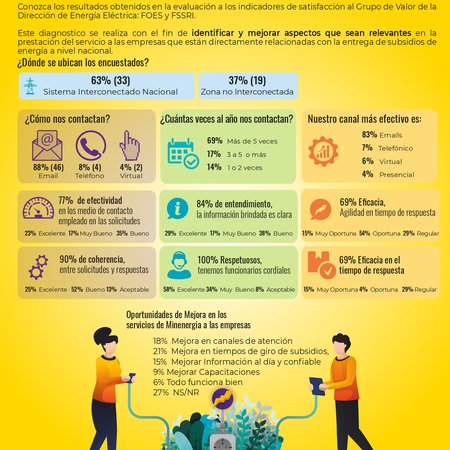 Conozca los resultados obtenidos en la evaluación a los indicadores de satisfacción al Grupo de Valor de la
Dirección de Energía Eléctrica: FOES y FSSRI.
Este diagnostico se realiza con el fin de identificar y mejorar aspectos que sean relevantes en la
prestación del servicio a las empresas que están directamente relacionadas con la entrega de subsidios de
energía a nivel nacional.
¿Dónde se ubican los encuestados?
63% (33)
Sistema Interconectado Nacional
37% (19)
Zona no Interconectada
¿Cómo nos contactan?
88% (46)
Email
8% (4)
Teléfono
4% (2)
Virtual
¿Cuántas veces al año nos contactan?
69% Más de 5 veces
17% 3 a 5 o más
14% 1 o 2 veces
Nuestro canal más efectivo es:
83% Emails
7% Telefónico
6% Virtual
4% Presencial
77% de efectividad
en los medio de contacto
empleado en las solicitudes
23% Excelente 17% Muy Bueno 35% Bueno
84% de entendimiento,
la información brindada es clara
29% Excelente 17% Muy Bueno 38% Bueno
69% Eficacia,
Agilidad en tiempo de respuesta
15% Muy Oportuna 54% Oportuna 29% Regular
90% de coherencia,
entre solicitudes y respuestas
25% Excelente 52% Bueno 13% Aceptable
100% Respetuosos,
tenemos funcionarios cordiales
58% Excelente 34% Muy Bueno 8% Aceptable
69% Eficacia en el
tiempo de respuesta
15% Muy Oportuna 4% Oportuna 29% Regular
Oportunidades de Mejora en los
servicios de Minenergia a las empresas
18% Mejora en canales de atención
21% Mejora en tiempos de giro de subsidios,
15% Mejorar Información al día y confiable
9% Mejorar Capacitaciones
6% Todo funciona bien
27% NS/NR